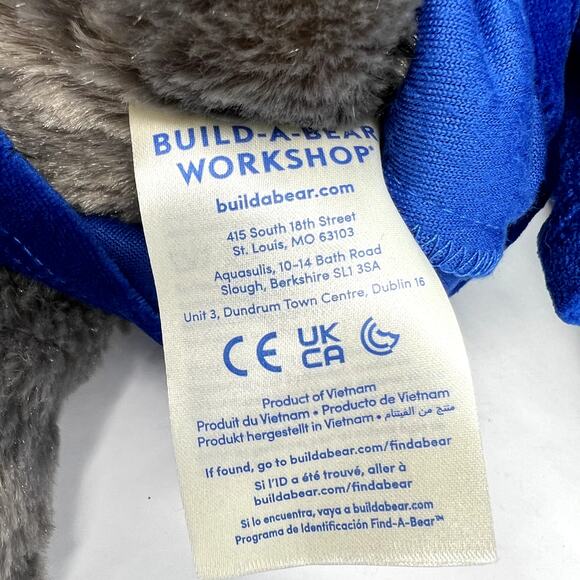 BUILD-A-BEAR
WORKSHOP®
buildabear.com
415 South 18th Street
St. Louis, MO 63103
Aquasulis, 10-14 Bath Road
Slough, Berkshire SL1 3SA
Unit 3, Dundrum Town Centre, Dublin 16
CE UK CA
Product of Vietnam
Produit du Vietnam • Producto de Vietnam
Produkt hergestellt in Vietnam • منتج من الفيتنام
If found, go to buildabear.com/findabear
Si l'ID a été trouvé, aller à
buildabear.com/findabear
Si lo encuentra, vaya a buildabear.com
Programa de Identificación Find-A-Bear™